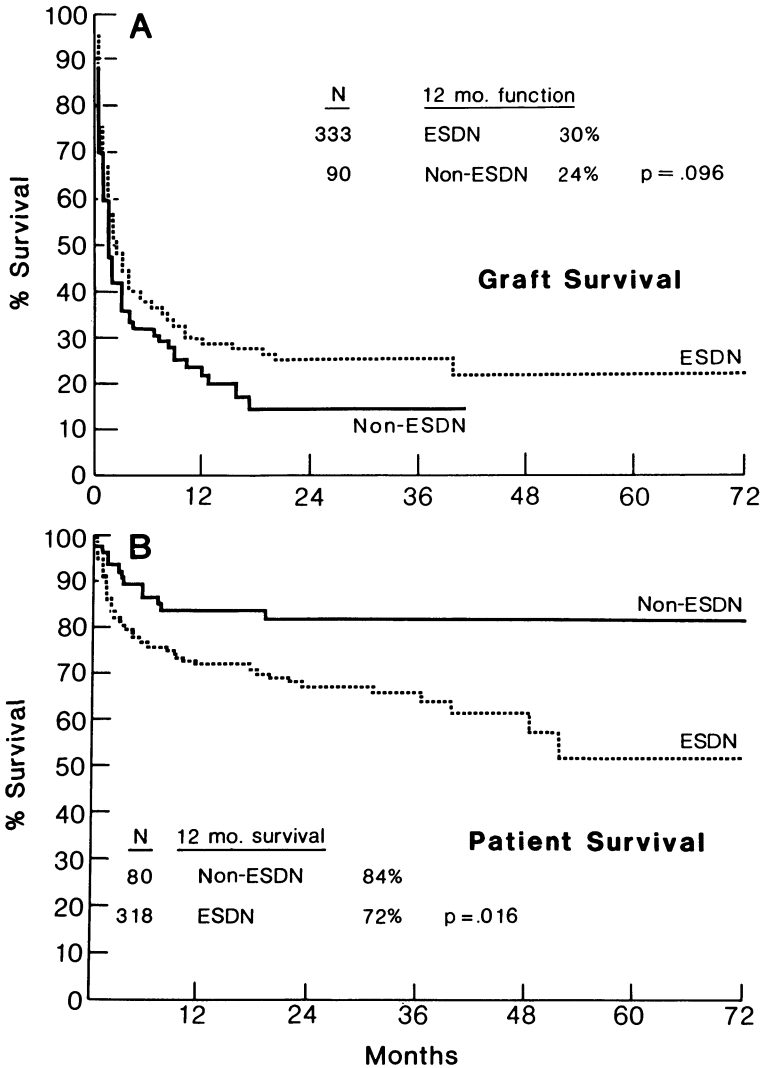 A
100
90
80
70
60
50
40
30
20
10
0
% Survival
N 12 mo. function
333 ESDN 30%
90 Non-ESDN 24% p = .096
Graft Survival
ESDN
Non-ESDN
0 12 24 36 48 60 72
B
100
90
80
70
60
50
40
30
20
10
0
% Survival
Non-ESDN
ESDN
N 12 mo. survival
80 Non-ESDN 84%
318 ESDN 72% p =.016
Patient Survival
12 24 36 48 60 72
Months